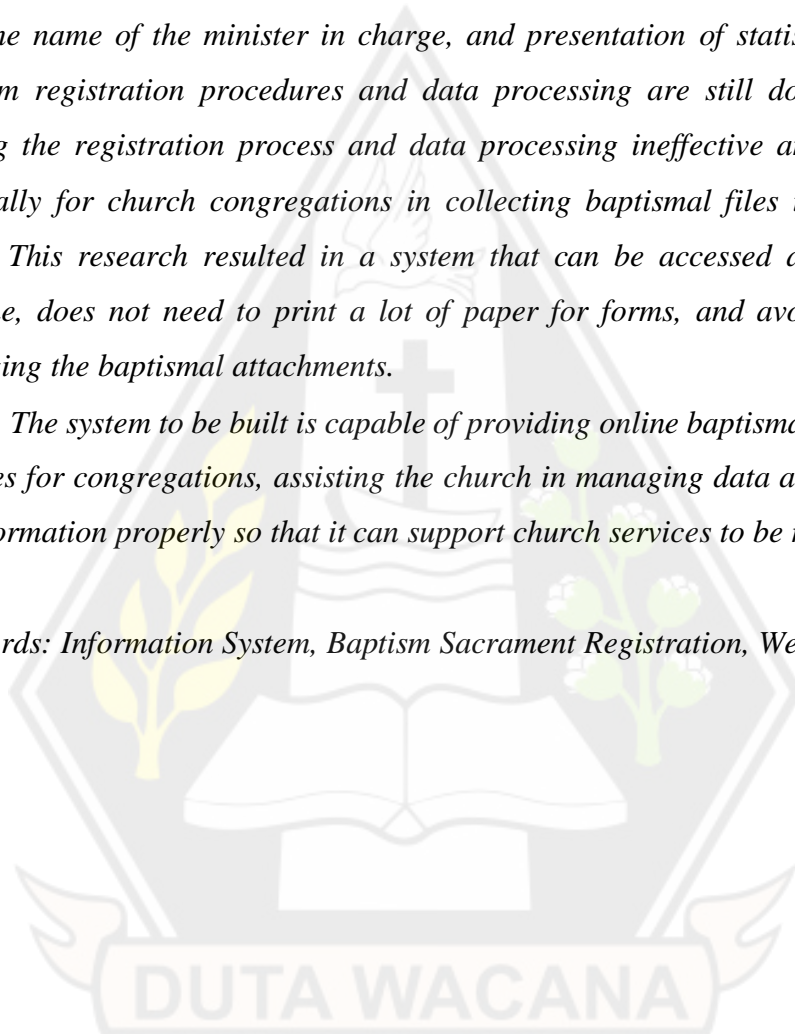 ne name of the minister in charge, and presentation of statis
m registration procedures and data processing are still do
g the registration process and data processing ineffective a
ally for church congregations in collecting baptismal files
This research resulted in a system that can be accessed a
e, does not need to print a lot of paper for forms, and avo
ing the baptismal attachments.
The system to be built is capable of providing online baptisma
es for congregations, assisting the church in managing data a
ormation properly so that it can support church services to be
rds: Information System, Baptism Sacrament Registration, We
DUTA WACANA